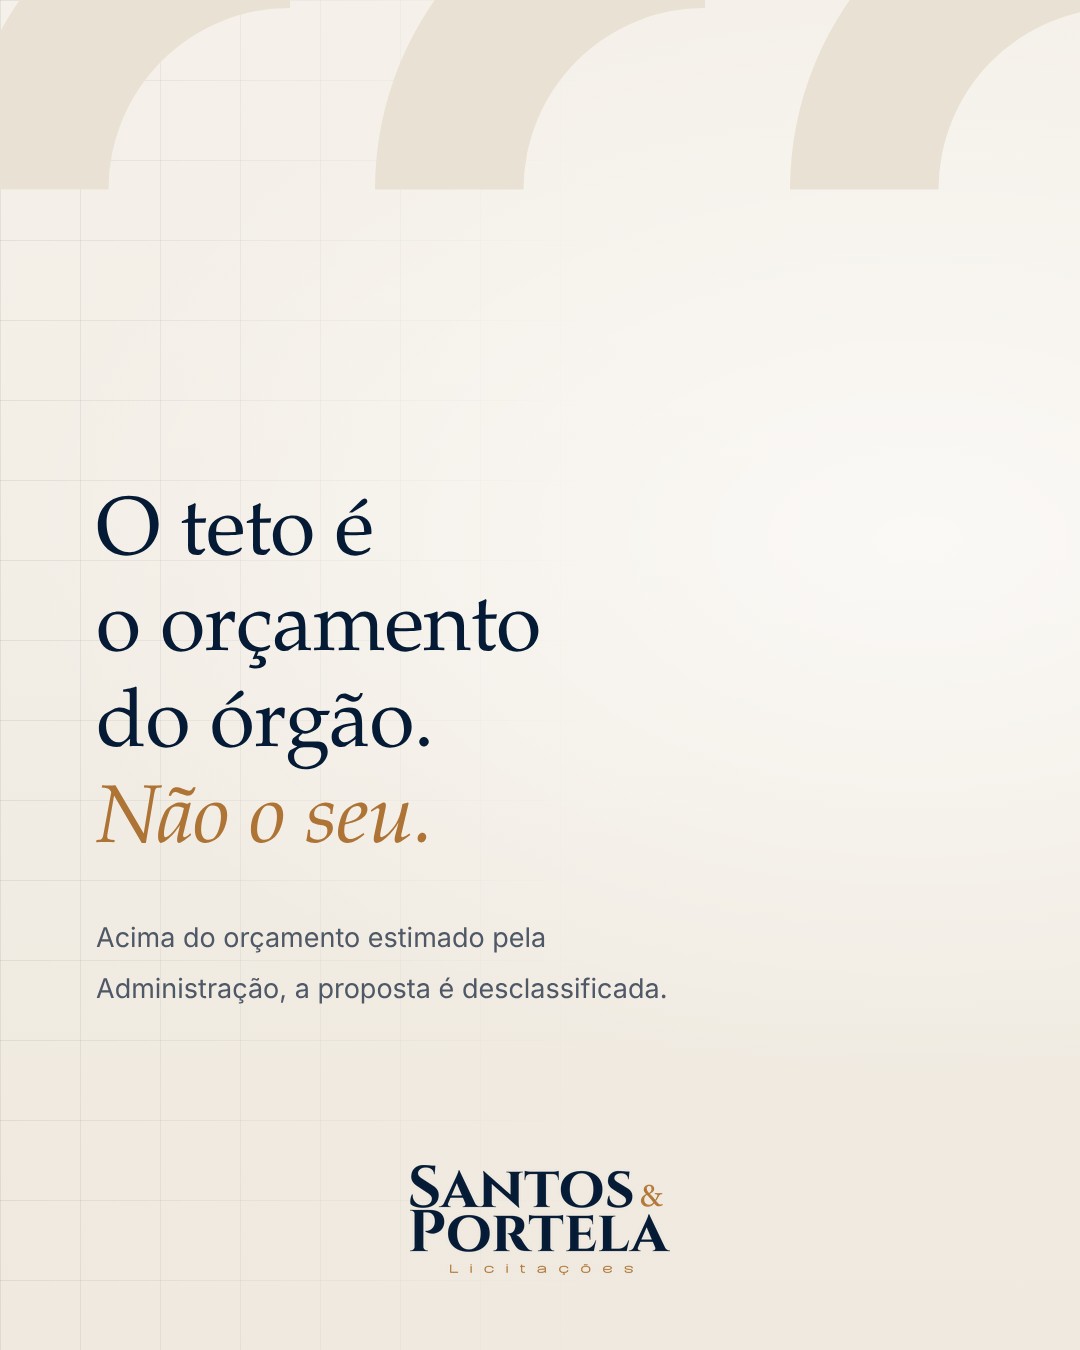 O teto é
o orçamento
do órgão.
Não o seu.
Acima do orçamento estimado pela
Administração, a proposta é desclassificada.
SANTOS &
PORTELA
Licitações